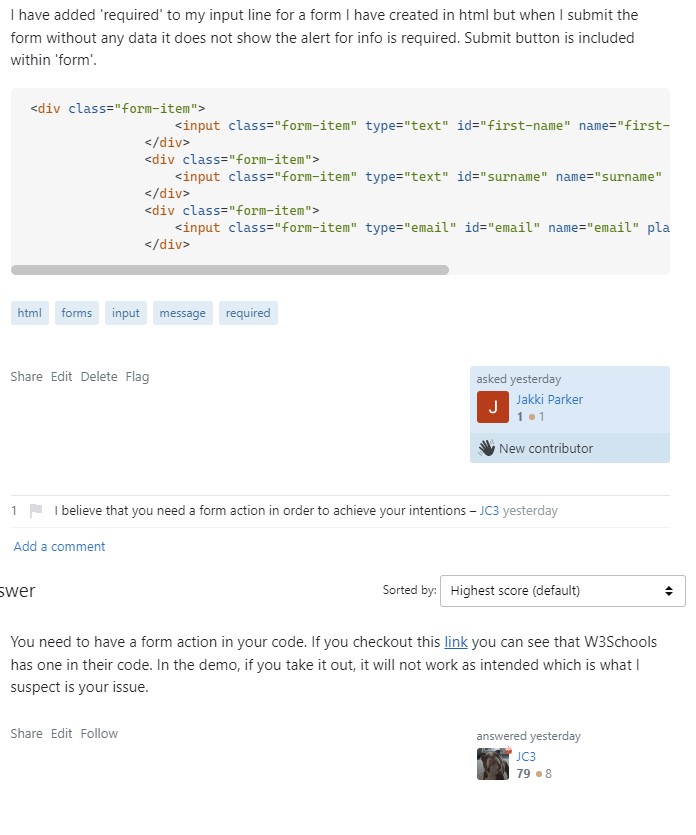 I have added 'required' to my input line for a form I have created in html but when I submit the
form without any data it does not show the alert for info is required. Submit button is included
within 'form'.
<div class="form-item">
<input class="form-item" type="text" id="first-name" name="first-
</div>
<div class="form-item">
<input class="form-item" type="text" id="surname" name="surname"
</div>
<div class="form-item">
<input class="form-item" type="email" id="email" name="email" pla
</div>
html forms input message required
Share Edit Delete Flag
asked yesterday
J
Jakki Parker
1 1
New contributor
1 I believe that you need a form action in order to achieve your intentions – JC3 yesterday
Add a comment
swer
Sorted by: Highest score (default)
You need to have a form action in your code. If you checkout this link you can see that W3Schools
has one in their code. In the demo, if you take it out, it will not work as intended which is what I
suspect is your issue.
Share Edit Follow
answered yesterday
JC3
79 8